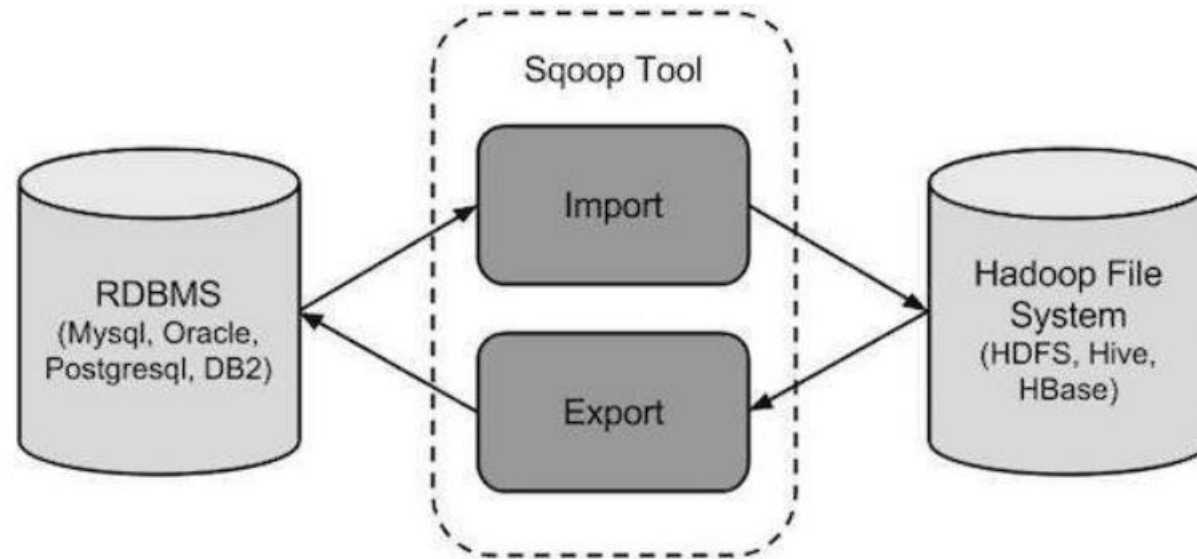 Sqoop Tool
Import
RDBMS
(Mysql, Oracle,
Postgresql, DB2)
Hadoop File
System
(HDFS, Hive,
HBase)
Export